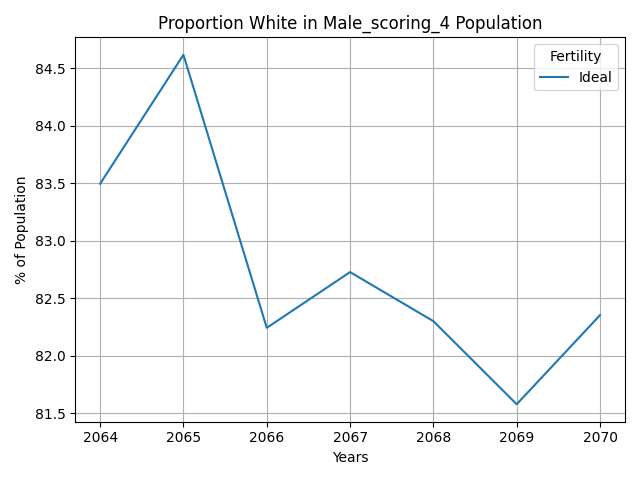 Proportion White in Male_scoring_4 Population
Fertility
Ideal
84.5
84.0
83.5
83.0
82.5
82.0
81.5
% of Population
2064 2065 2066 2067 2068 2069 2070
Years